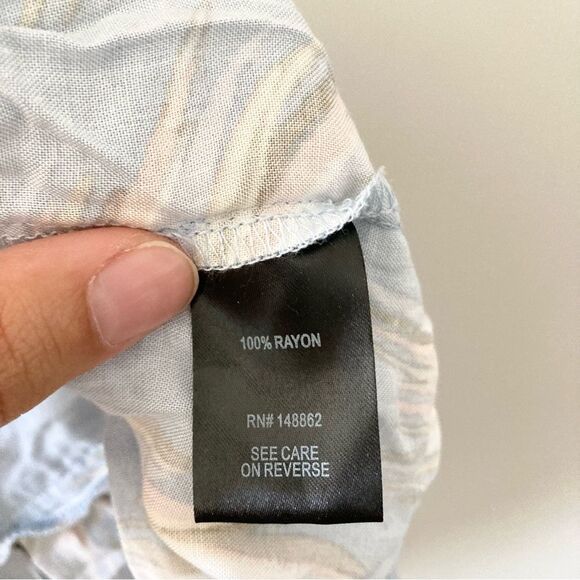 100% RAYON
RN# 148862
SEE CARE
ON REVERSE